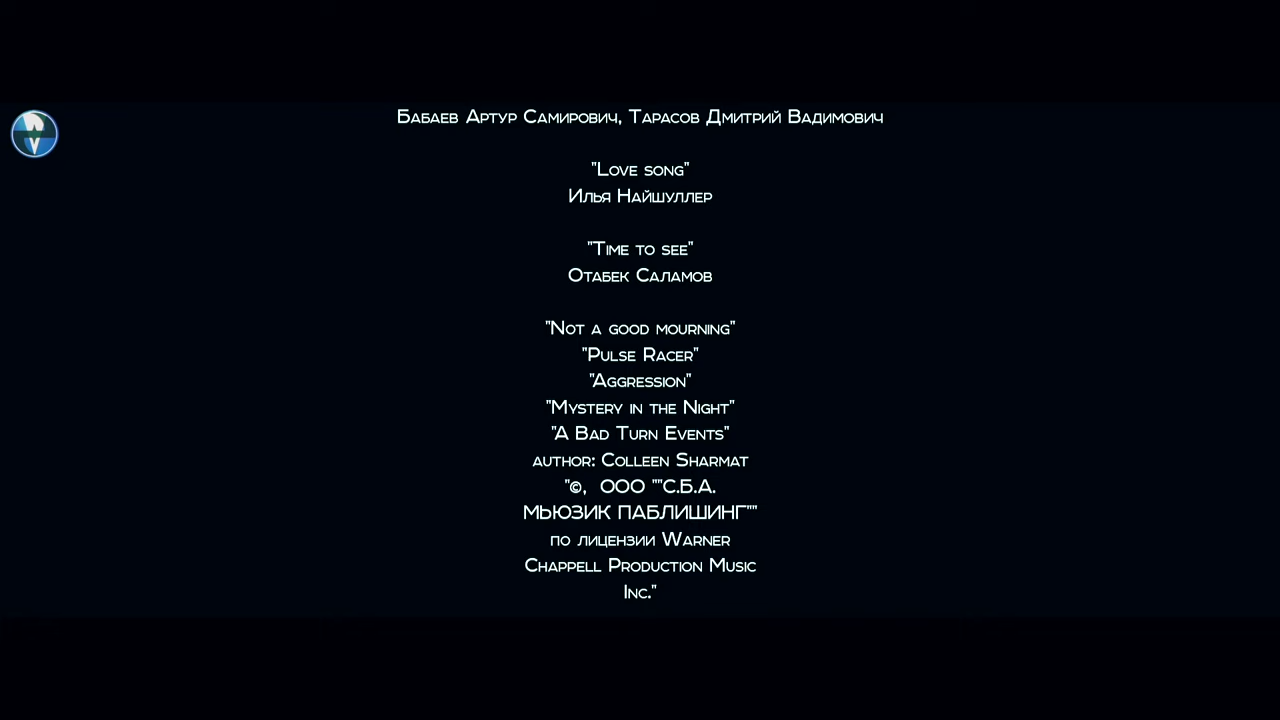 Бабаев Артур Самирович, Тарасов Дмитрий Вадимович
"Love song"
Илья Найшуллер
"Time to see"
Отабек Саламов
"Not a good mourning"
"Pulse Racer"
"Aggression"
"Mystery in the Night"
"A Bad Turn Events"
author: Colleen Sharmat
"©, ООО ""С.Б.А.
МЬЮЗИК ПАБЛИШИНГ""
по лицензии Warner
Chappell Production Music
Inc."